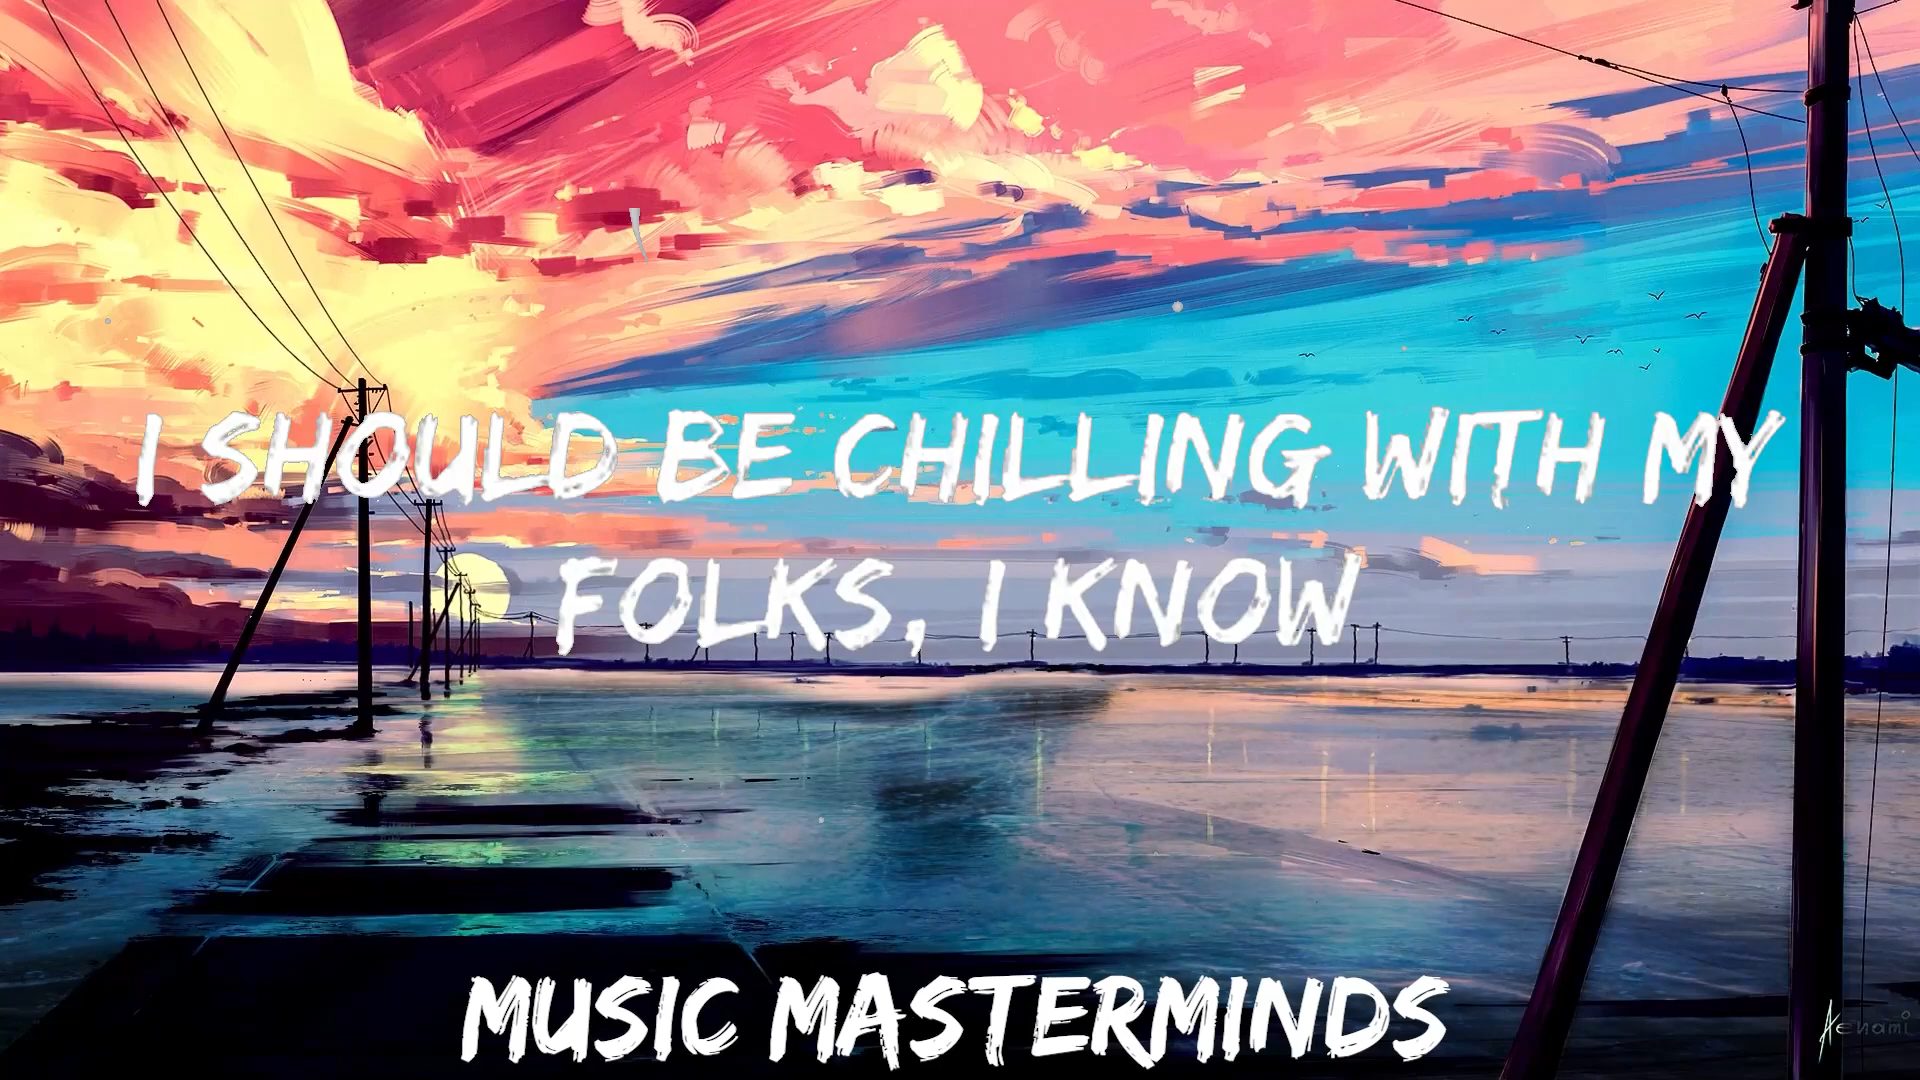 I SHOULD BE CHILLING WITH MY
FOLKS, I KNOW
MUSIC MASTERMINDS
Aenami